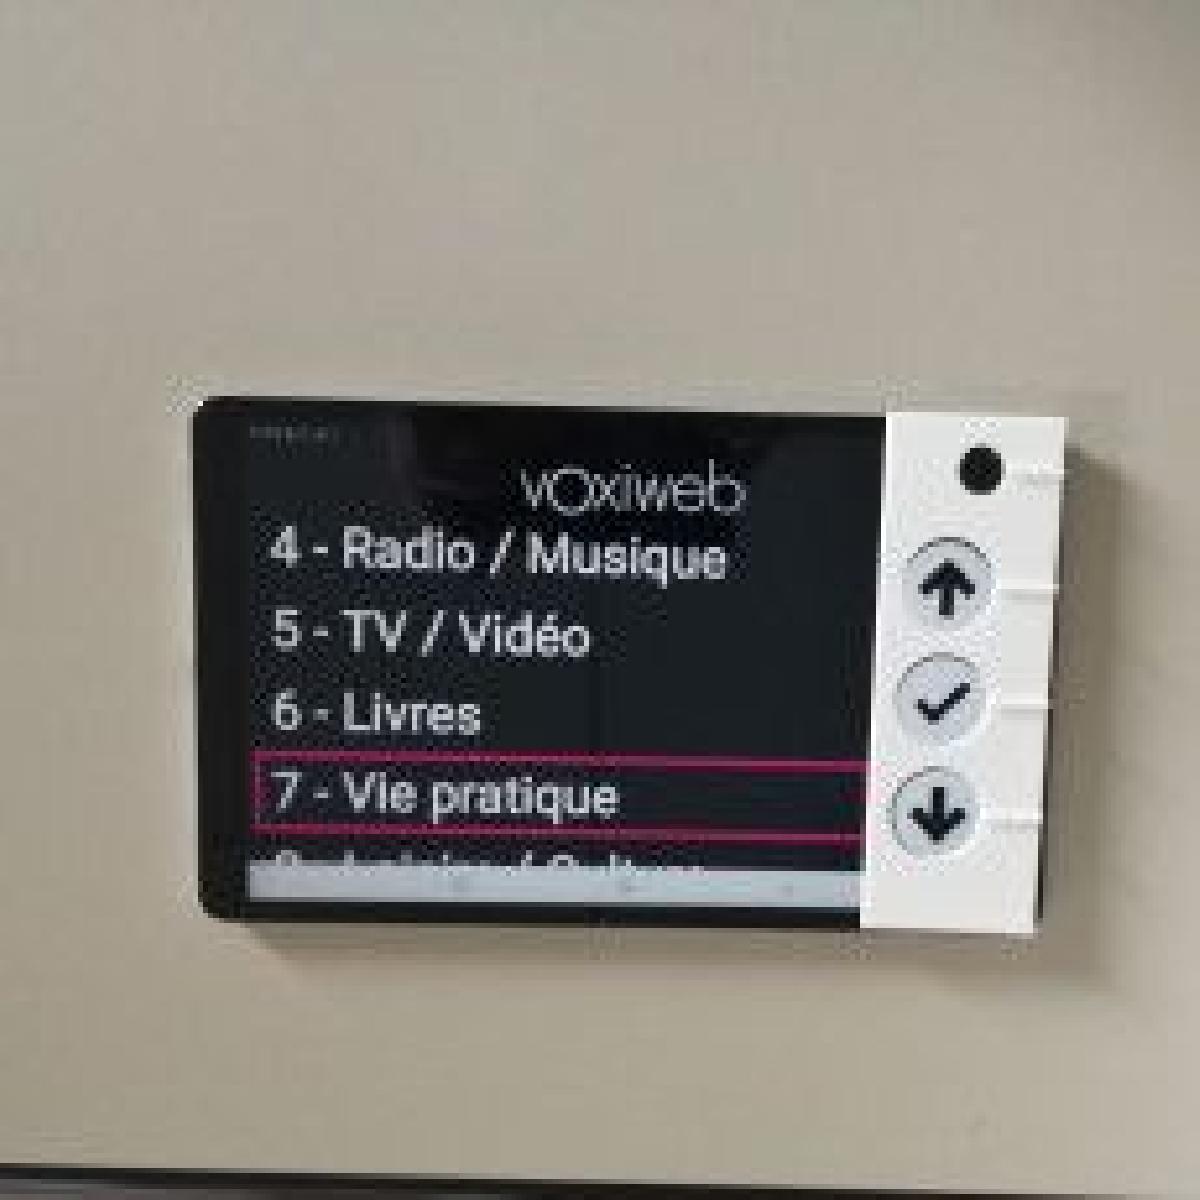 voxiweb
4 - Radio / Musique
5 - TV / Vidéo
6 - Livres
7 - Vie pratique